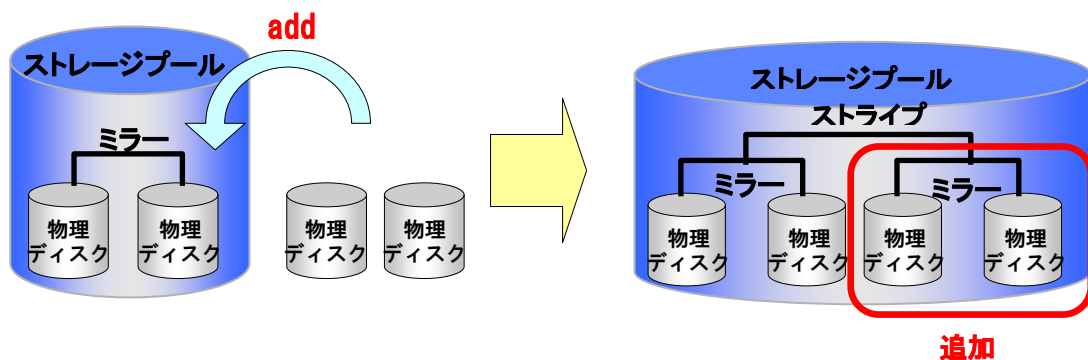 add
ストレージプール
ミラー
物理
ディスク
物理
ディスク
物理
ディスク
物理
ディスク
ストレージプール
ストライプ
ミラー
ミラー
物理
ディスク
物理
ディスク
物理
ディスク
物理
ディスク
追加